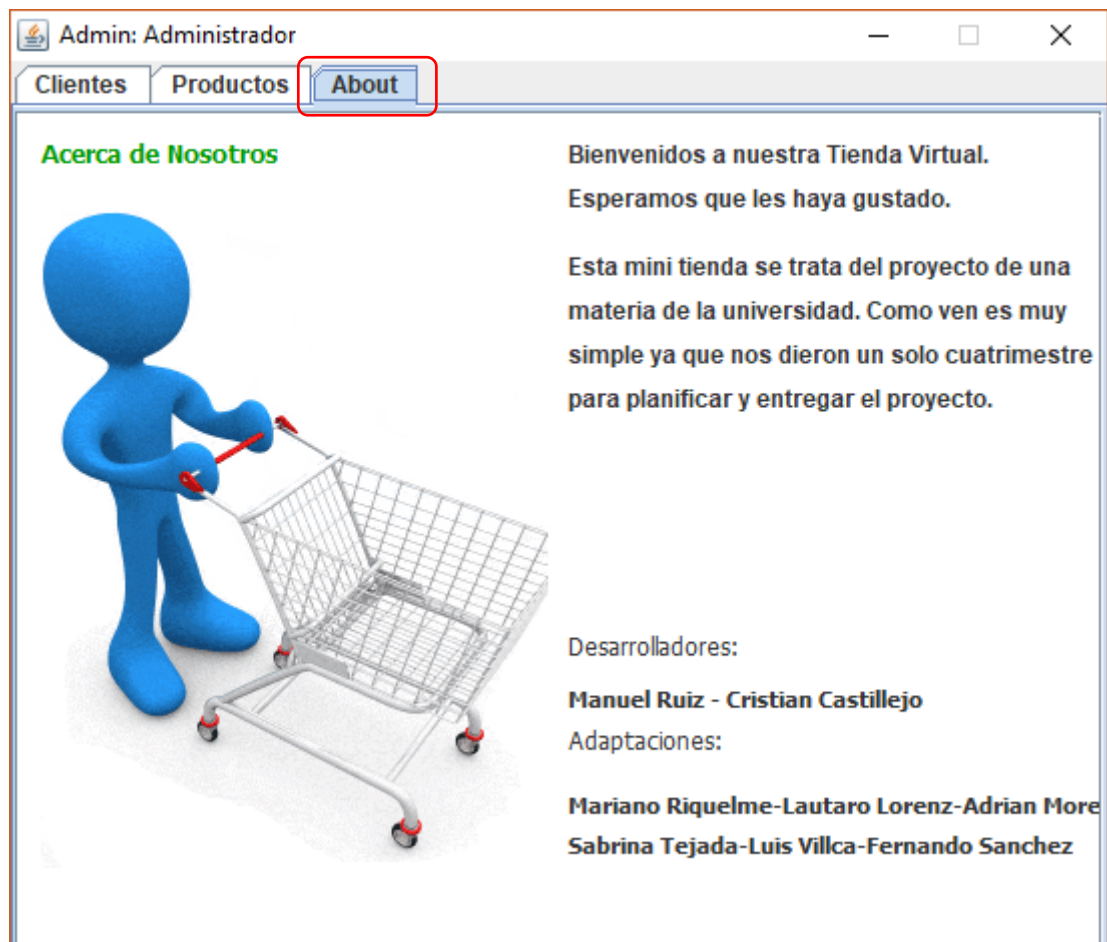 Admin: Administrador
Clientes Productos About
Acerca de Nosotros
Bienvenidos a nuestra Tienda Virtual.
Esperamos que les haya gustado.
Esta mini tienda se trata del proyecto de una
materia de la universidad. Como ven es muy
simple ya que nos dieron un solo cuatrimestre
para planificar y entregar el proyecto.
Desarrolladores:
Manuel Ruiz - Cristian Castillejo
Adaptaciones:
Mariano Riquelme-Lautaro Lorenz-Adrian More
Sabrina Tejada-Luis Villca-Fernando Sanchez